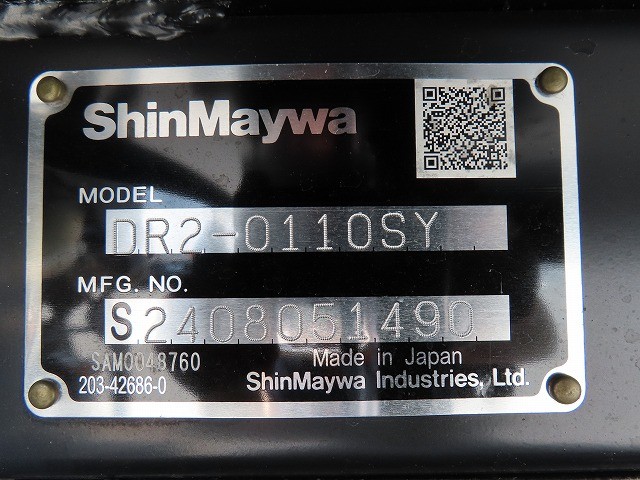 ShinMaywa
MODEL
DR2-0110SY
MFG. NO.
S2408051490
SAM0048760
Made in Japan
203-42686-0
ShinMaywa Industries, Ltd.